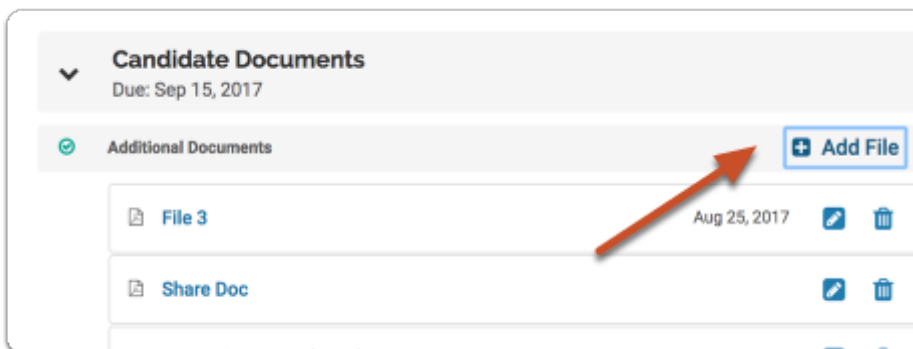 Candidate Documents
Due: Sep 15, 2017
Additional Documents
Add File
File 3
Aug 25, 2017
Share Doc